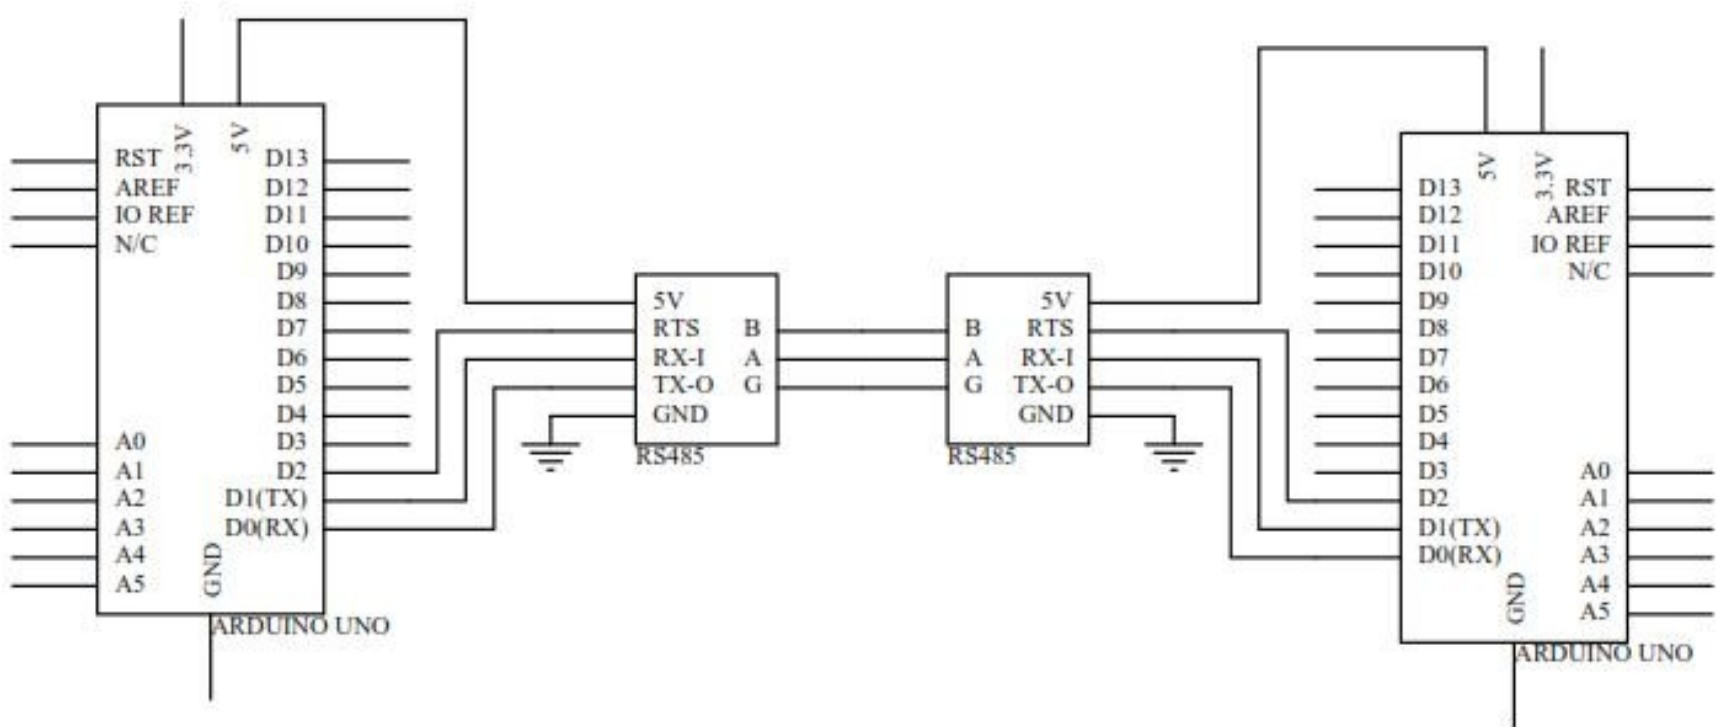 3.3V
5V
RST
AREF
IO REF
N/C
A0
A1
A2
A3
A4
A5
D13
D12
D11
D10
D9
D8
D7
D6
D5
D4
D3
D2
D1(TX)
D0(RX)
GND
ARDUINO UNO
5V
RTS
RX-I
TX-O
GND
B
A
G
RS485
B
A
G
5V
RTS
RX-I
TX-O
GND
RS485
5V
3.3V
D13
D12
D11
D10
D9
D8
D7
D6
D5
D4
D3
D2
D1(TX)
D0(RX)
RST
AREF
IO REF
N/C
A0
A1
A2
A3
A4
A5
GND
ARDUINO UNO